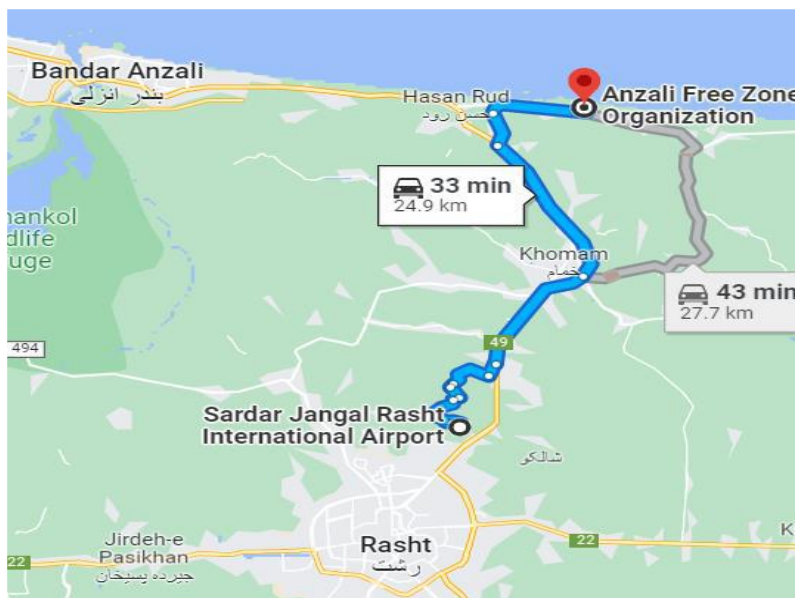 Bandar Anzali
بندر انزلی
Hasan Rud
حسن رود
Anzali Free Zone
Organization
33 min
24.9 km
hankol
dlife
uge
Khomam
خمام
43 min
27.7 km
494
49
Sardar Jangal Rasht
International Airport
شالکو
Jirdeh-e
Pasikhan
جیرده پسیخان
Rasht
رشت
22
22
K